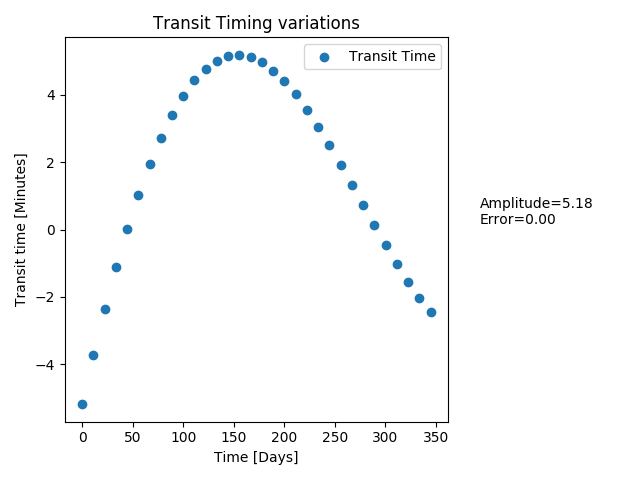 Transit Timing variations
Transit Time
4
2
0
−2
−4
Transit time [Minutes]
0 50 100 150 200 250 300 350
Time [Days]
Amplitude=5.18
Error=0.00